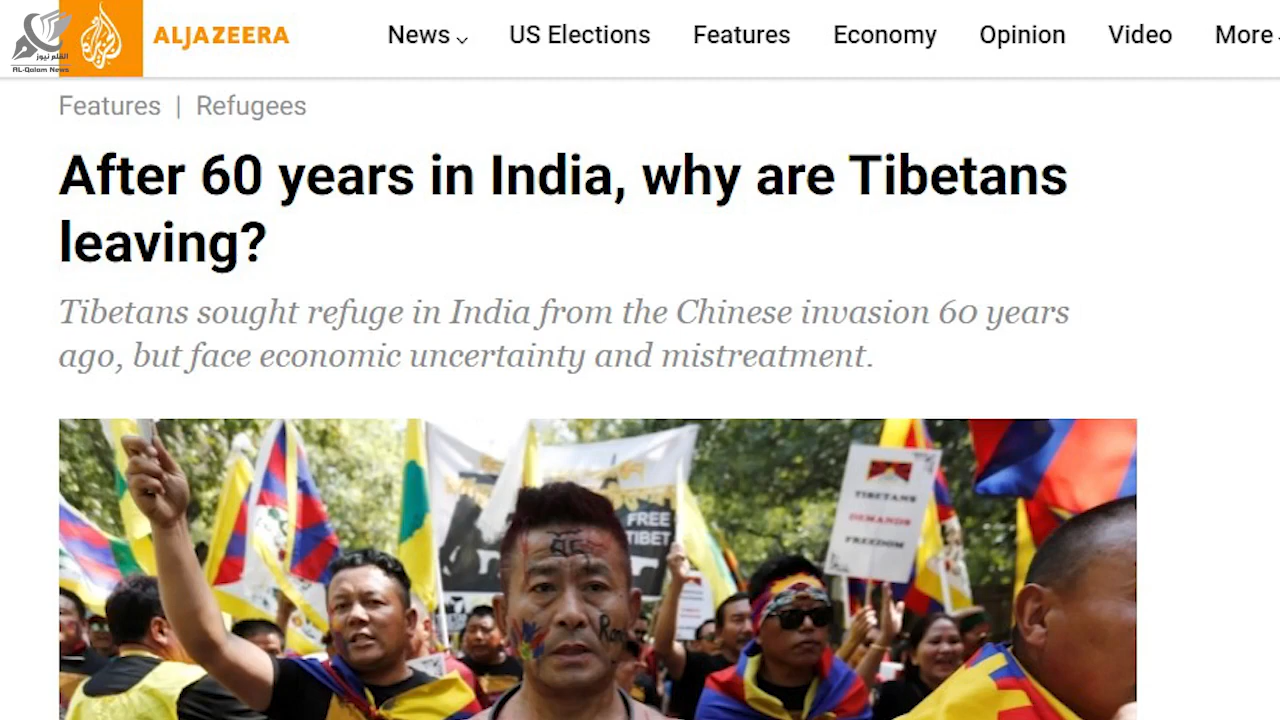 القلم نيوز
AL-Qalam News
ALJAZEERA
News
US Elections
Features
Economy
Opinion
Video
More
Features | Refugees
After 60 years in India, why are Tibetans
leaving?
Tibetans sought refuge in India from the Chinese invasion 60 years
ago, but face economic uncertainty and mistreatment.
FREE
TIBET
TIBETANS
DEMANDS
FREEDOM